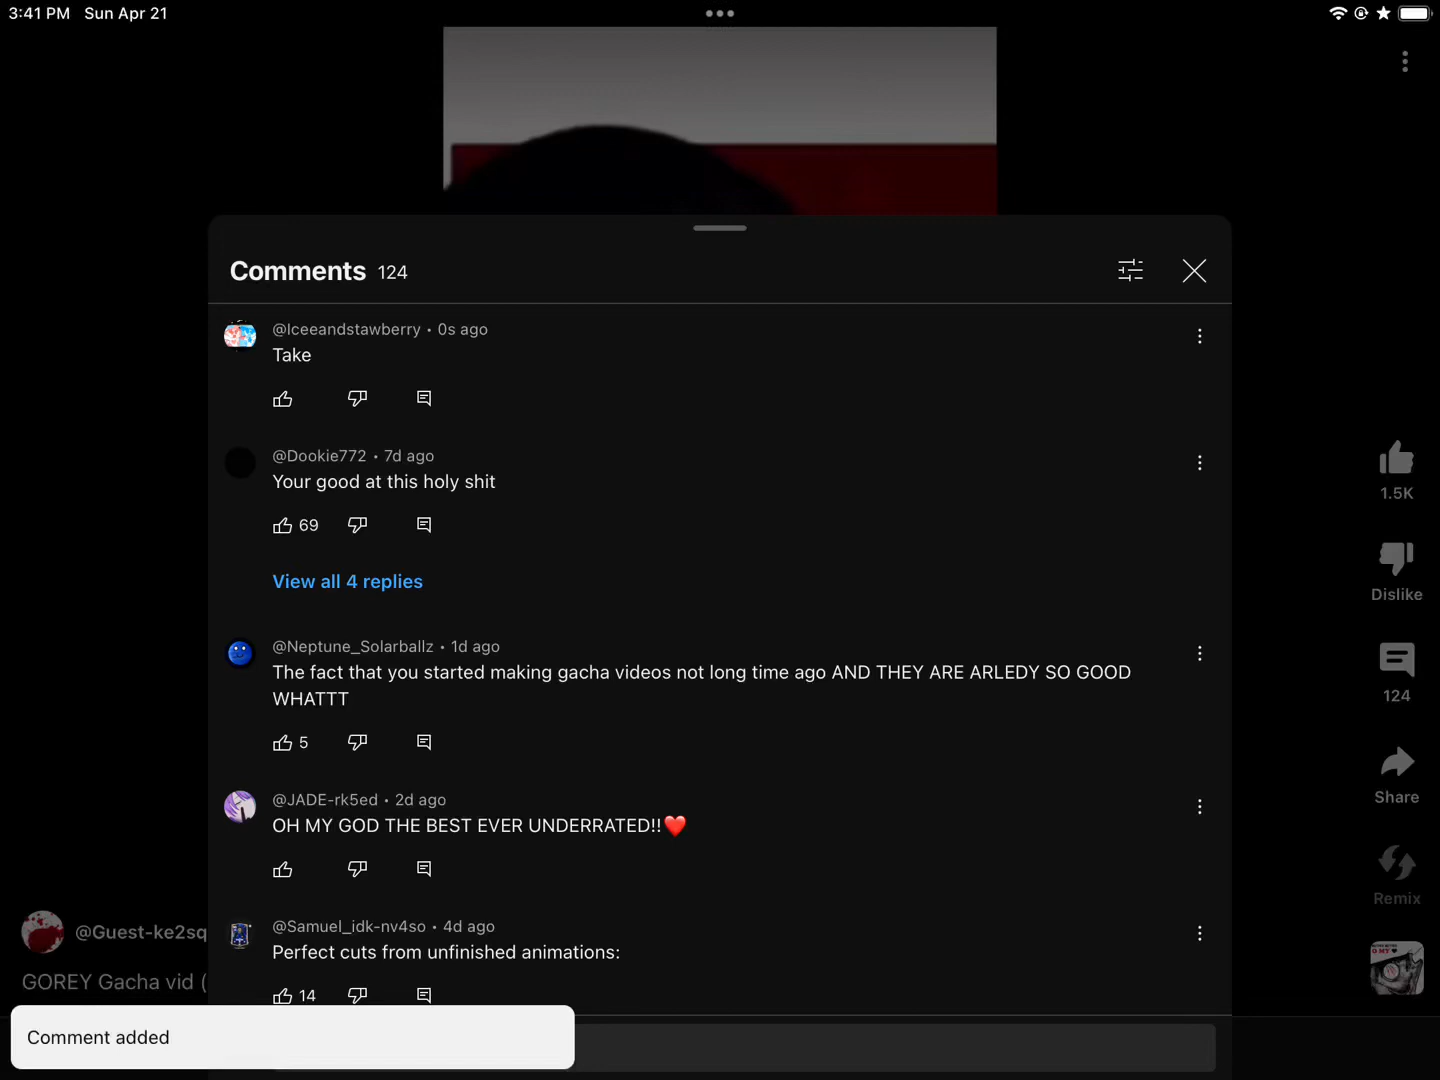 3:41 PM Sun Apr 21
Comments 124
@Iceeandstawberry • 0s ago
Take
@Dookie772 • 7d ago
Your good at this holy shit
69
View all 4 replies
@Neptune_Solarballz • 1d ago
The fact that you started making gacha videos not long time ago AND THEY ARE ARLEDY SO GOOD
WHATTT
5
@JADE-rk5ed • 2d ago
OH MY GOD THE BEST EVER UNDERRATED!!❤️
@Samuel_idk-nv4so • 4d ago
Perfect cuts from unfinished animations:
14
1.5K
Dislike
124
Share
Remix
@Guest-ke2sq
GOREY Gacha vid (
Comment added